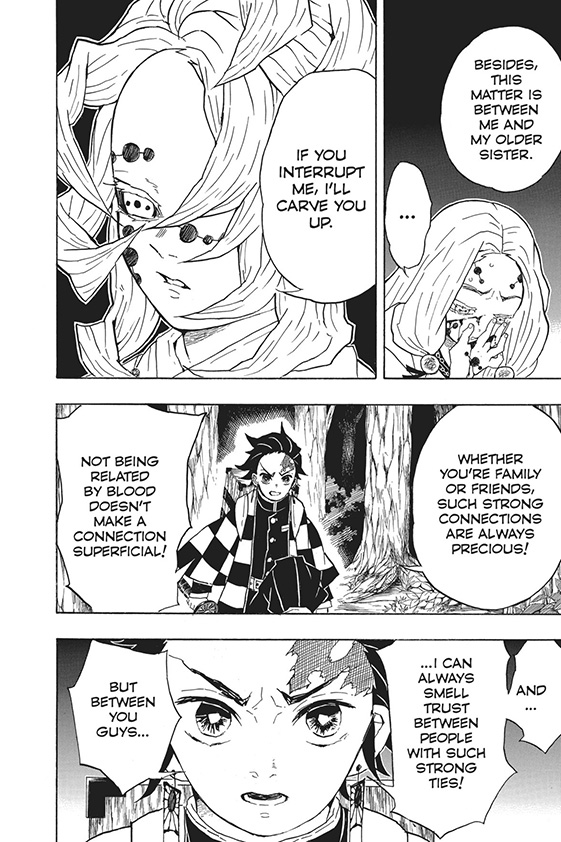 BESIDES,
THIS
MATTER IS
BETWEEN
ME AND
MY OLDER
SISTER.
...
IF YOU
INTERRUPT
ME, I'LL
CARVE YOU
UP.
WHETHER
YOU'RE FAMILY
OR FRIENDS,
SUCH STRONG
CONNECTIONS
ARE ALWAYS
PRECIOUS!
NOT BEING
RELATED
BY BLOOD
DOESN'T
MAKE A
CONNECTION
SUPERFICIAL!
AND
...
...I CAN
ALWAYS
SMELL
TRUST
BETWEEN
PEOPLE
WITH SUCH
STRONG
TIES!
BUT
BETWEEN
YOU
GUYS...